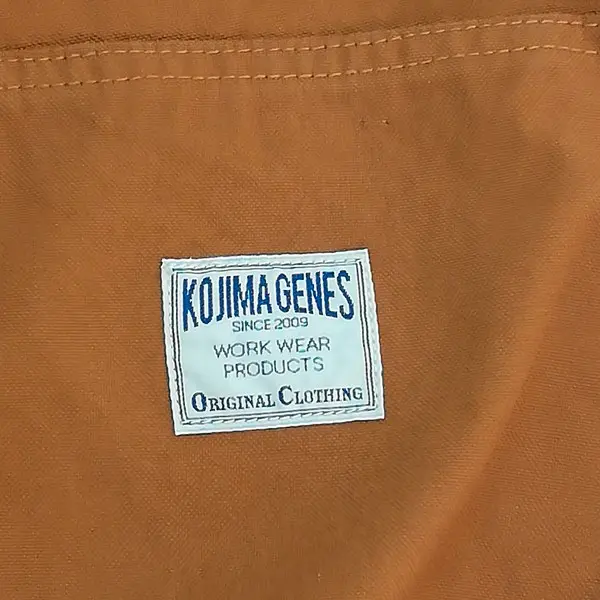 KOJIMA GENES
SINCE 2009
WORK WEAR
PRODUCTS
ORIGINAL CLOTHING